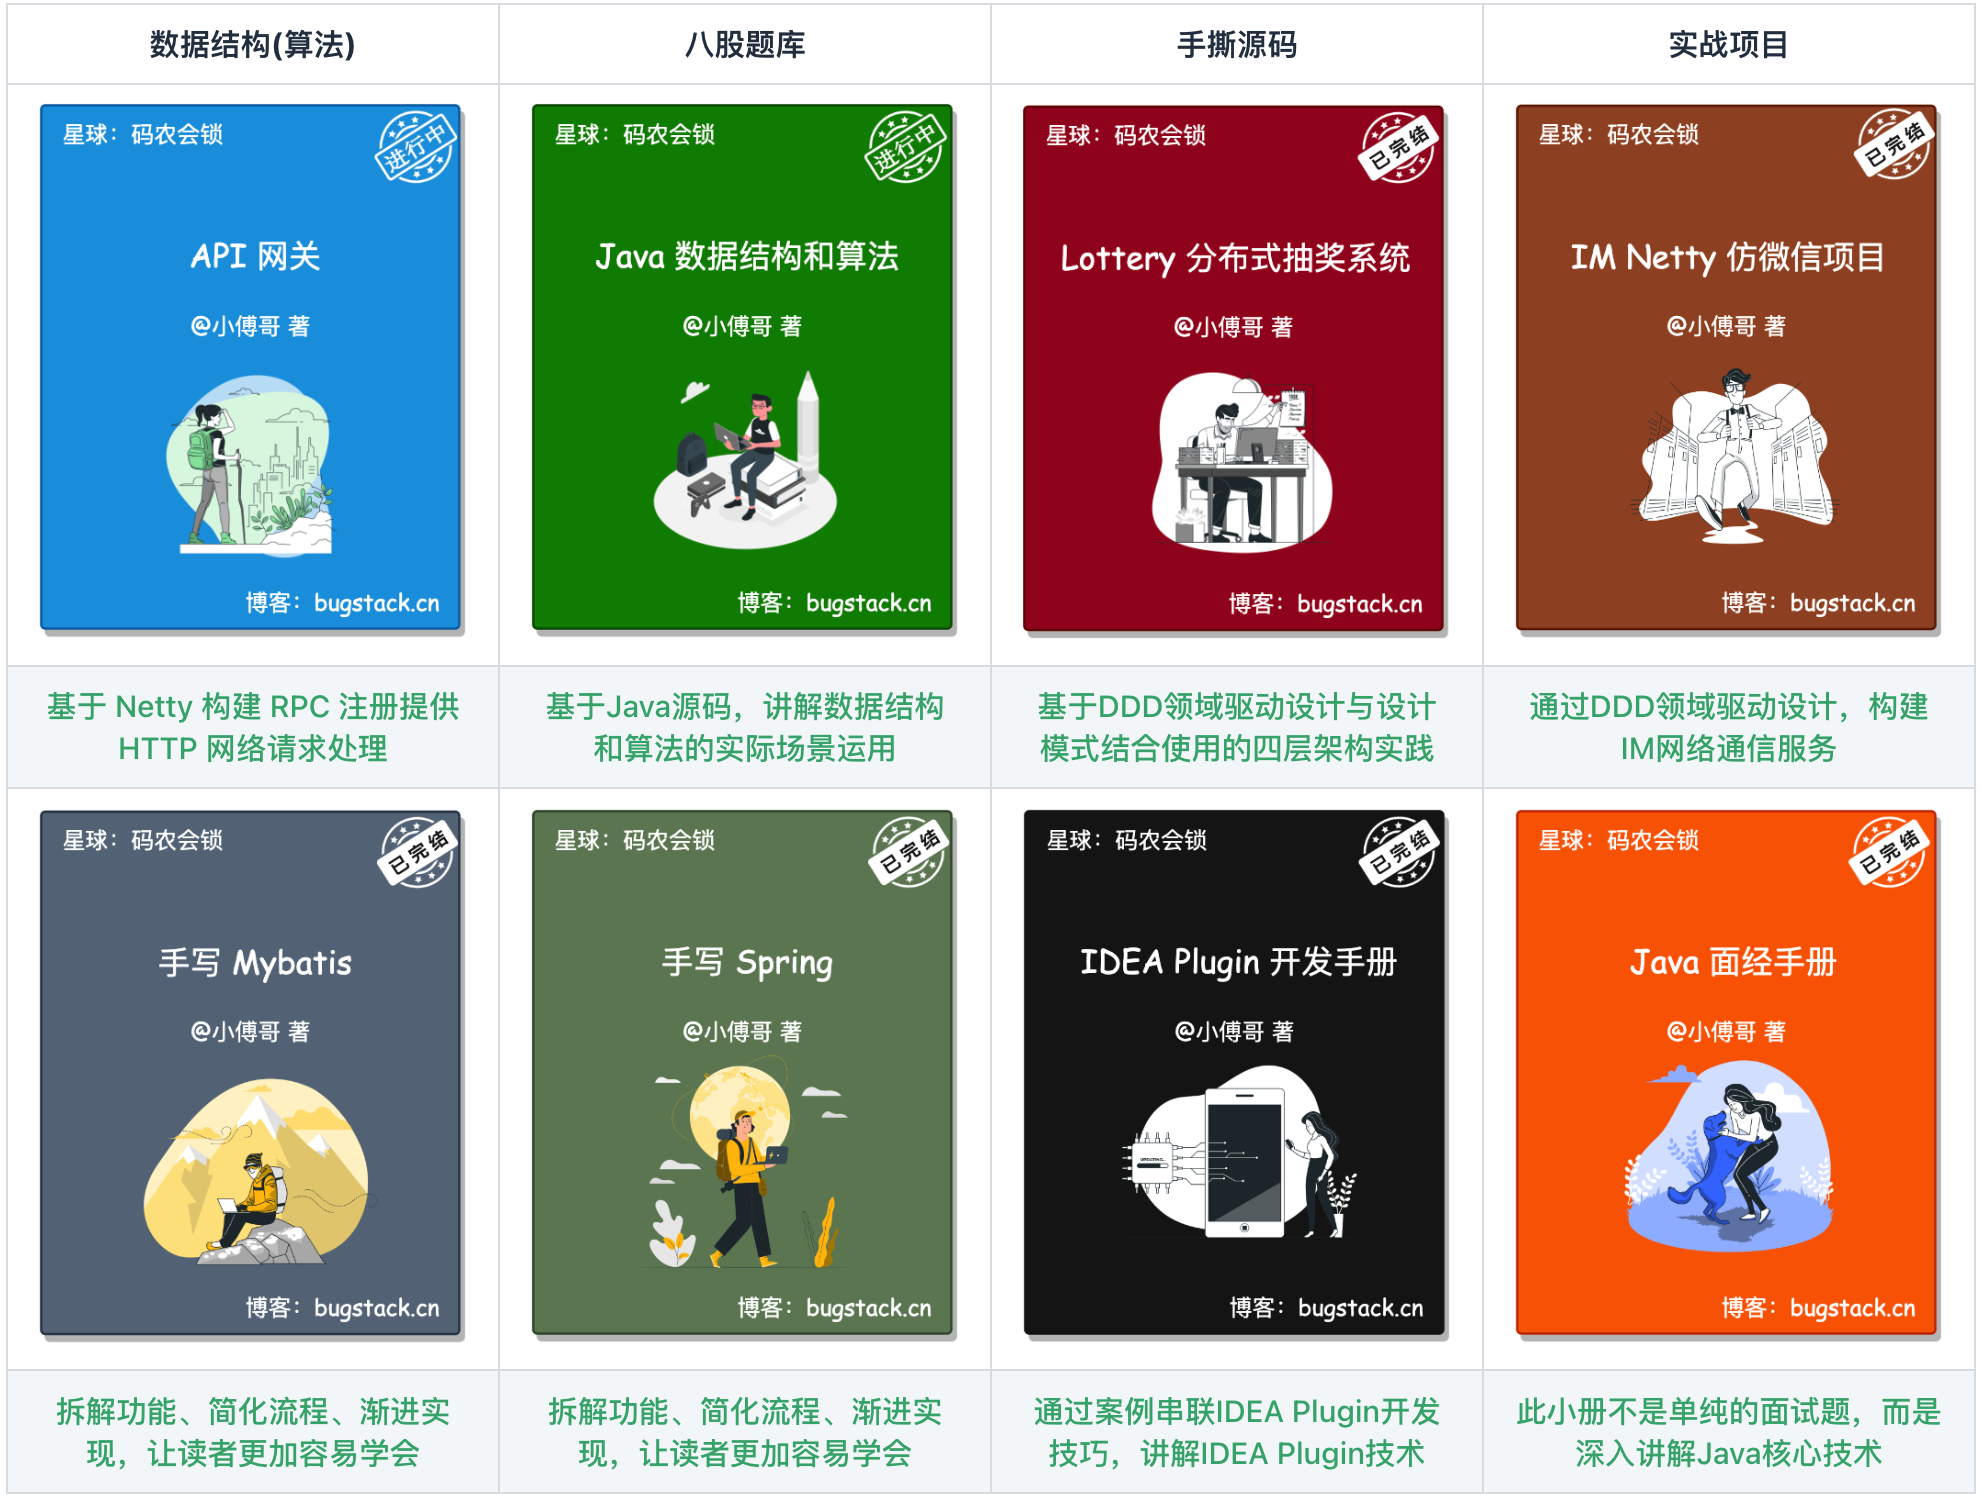 数据结构(算法)
八股题库
手撕源码
实战项目
星球：码农会锁
进行中
API 网关
@小傅哥 著
博客：bugstack.cn
星球：码农会锁
进行中
Java 数据结构和算法
@小傅哥 著
博客：bugstack.cn
星球：码农会锁
已完结
Lottery 分布式抽奖系统
@小傅哥 著
博客：bugstack.cn
星球：码农会锁
已完结
IM Netty 仿微信项目
@小傅哥 著
博客：bugstack.cn
基于 Netty 构建 RPC 注册提供
HTTP 网络请求处理
基于Java源码，讲解数据结构
和算法的实际场景运用
基于DDD领域驱动设计与设计
模式结合使用的四层架构实践
通过DDD领域驱动设计，构建
IM网络通信服务
星球：码农会锁
已完结
手写 Mybatis
@小傅哥 著
博客：bugstack.cn
星球：码农会锁
已完结
手写 Spring
@小傅哥 著
博客：bugstack.cn
星球：码农会锁
已完结
IDEA Plugin 开发手册
@小傅哥 著
UPDATING...
博客：bugstack.cn
星球：码农会锁
已完结
Java 面经手册
@小傅哥 著
博客：bugstack.cn
拆解功能、简化流程、渐进实
现，让读者更加容易学会
拆解功能、简化流程、渐进实
现，让读者更加容易学会
通过案例串联IDEA Plugin开发
技巧，讲解IDEA Plugin技术
此小册不是单纯的面试题，而是
深入讲解Java核心技术